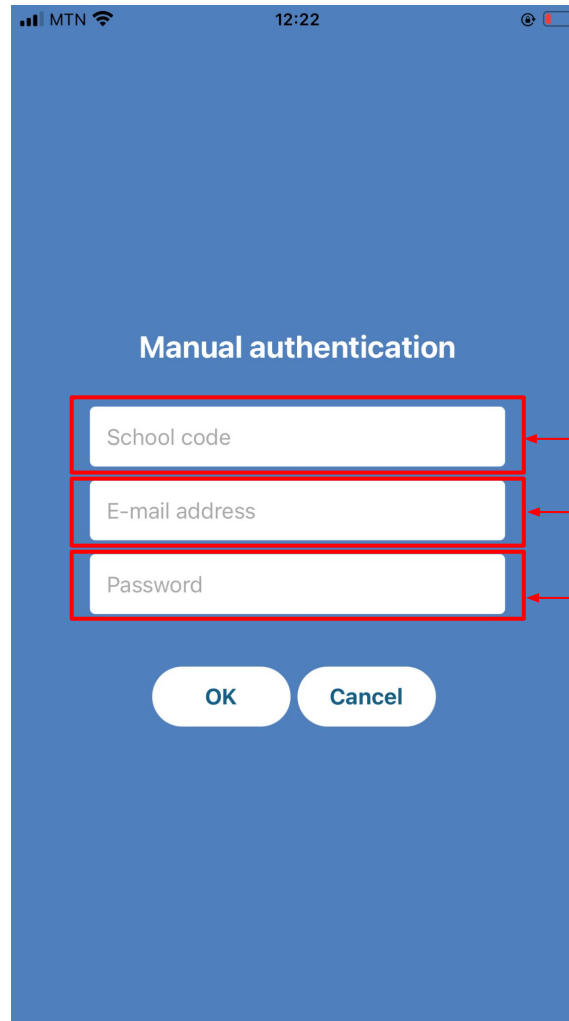 MTN 12:22
Manual authentication
School code
E-mail address
Password
OK Cancel